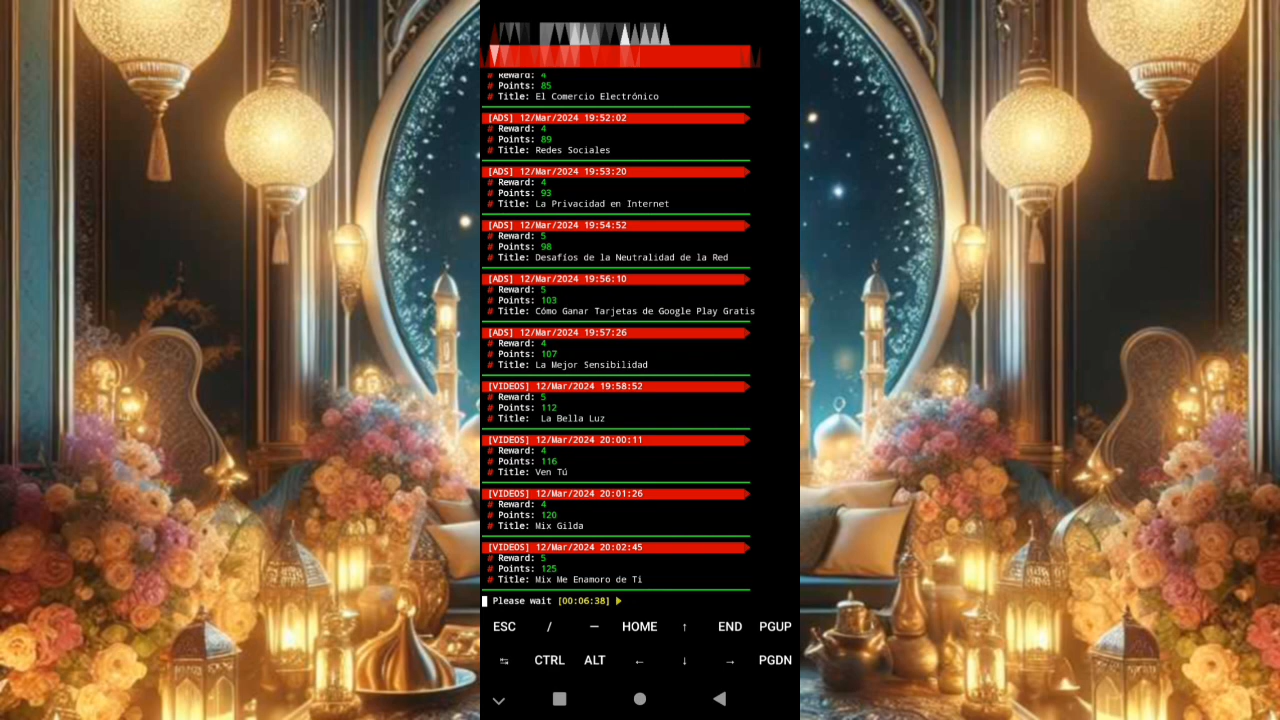 # Reward: 4
# Points: 85
# Title: El Comercio Electrónico
[ADS] 12/Mar/2024 19:52:02
# Reward: 4
# Points: 89
# Title: Redes Sociales
[ADS] 12/Mar/2024 19:53:20
# Reward: 4
# Points: 93
# Title: La Privacidad en Internet
[ADS] 12/Mar/2024 19:54:52
# Reward: 5
# Points: 98
# Title: Desafíos de la Neutralidad de la Red
[ADS] 12/Mar/2024 19:56:10
# Reward: 5
# Points: 103
# Title: Cómo Ganar Tarjetas de Google Play Gratis
[ADS] 12/Mar/2024 19:57:26
# Reward: 4
# Points: 107
# Title: La Mejor Sensibilidad
[VIDEOS] 12/Mar/2024 19:58:52
# Reward: 5
# Points: 112
# Title: La Bella Luz
[VIDEOS] 12/Mar/2024 20:00:11
# Reward: 4
# Points: 116
# Title: Ven Tú
[VIDEOS] 12/Mar/2024 20:01:26
# Reward: 4
# Points: 120
# Title: Mix Gilda
[VIDEOS] 12/Mar/2024 20:02:45
# Reward: 5
# Points: 125
# Title: Mix Me Enamoro de Ti
Please wait [00:06:38]
ESC / — HOME ↑ END PGUP
↹ CTRL ALT ← ↓ → PGDN